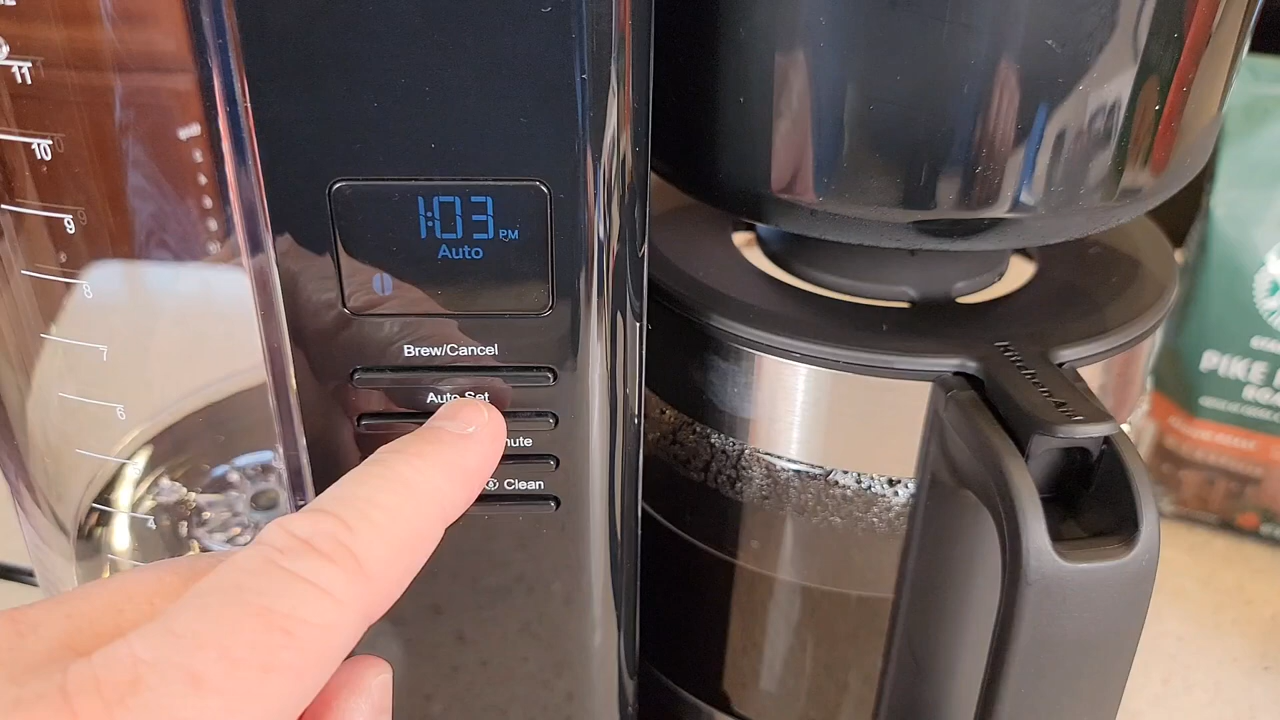 11
10
9
8
7
6
4
1:03 PM
Auto
Brew/Cancel
Auto Set
Clean
KitchenAid
PIKE